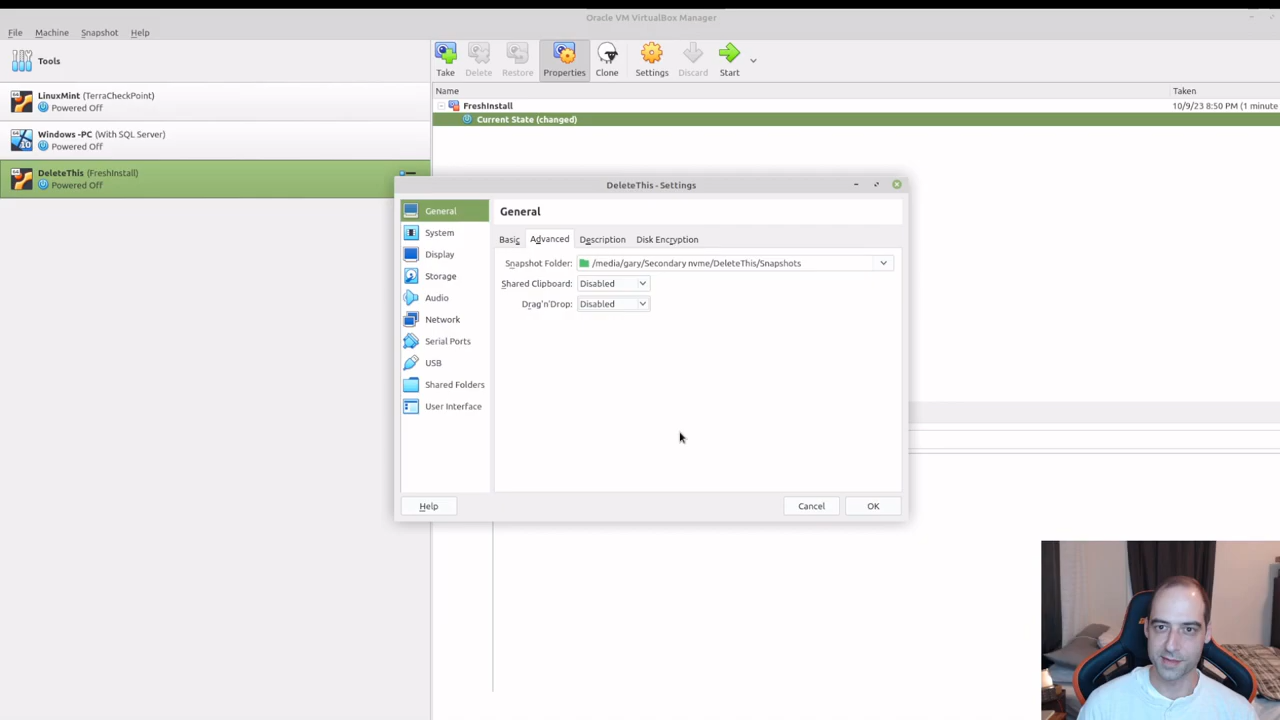 Oracle VM VirtualBox Manager
File Machine Snapshot Help
Tools
LinuxMint (TerraCheckPoint)
Powered Off
Windows -PC (With SQL Server)
Powered Off
DeleteThis (FreshInstall)
Powered Off
Take Delete Restore Properties Clone Settings Discard Start
Name Taken
FreshInstall 10/9/23 8:50 PM (1 minute
Current State (changed)
DeleteThis - Settings
General
System
Display
Storage
Audio
Network
Serial Ports
USB
Shared Folders
User Interface
General
Basic Advanced Description Disk Encryption
Snapshot Folder: /media/gary/Secondary nvme/DeleteThis/Snapshots
Shared Clipboard: Disabled
Drag'n'Drop: Disabled
Help Cancel OK